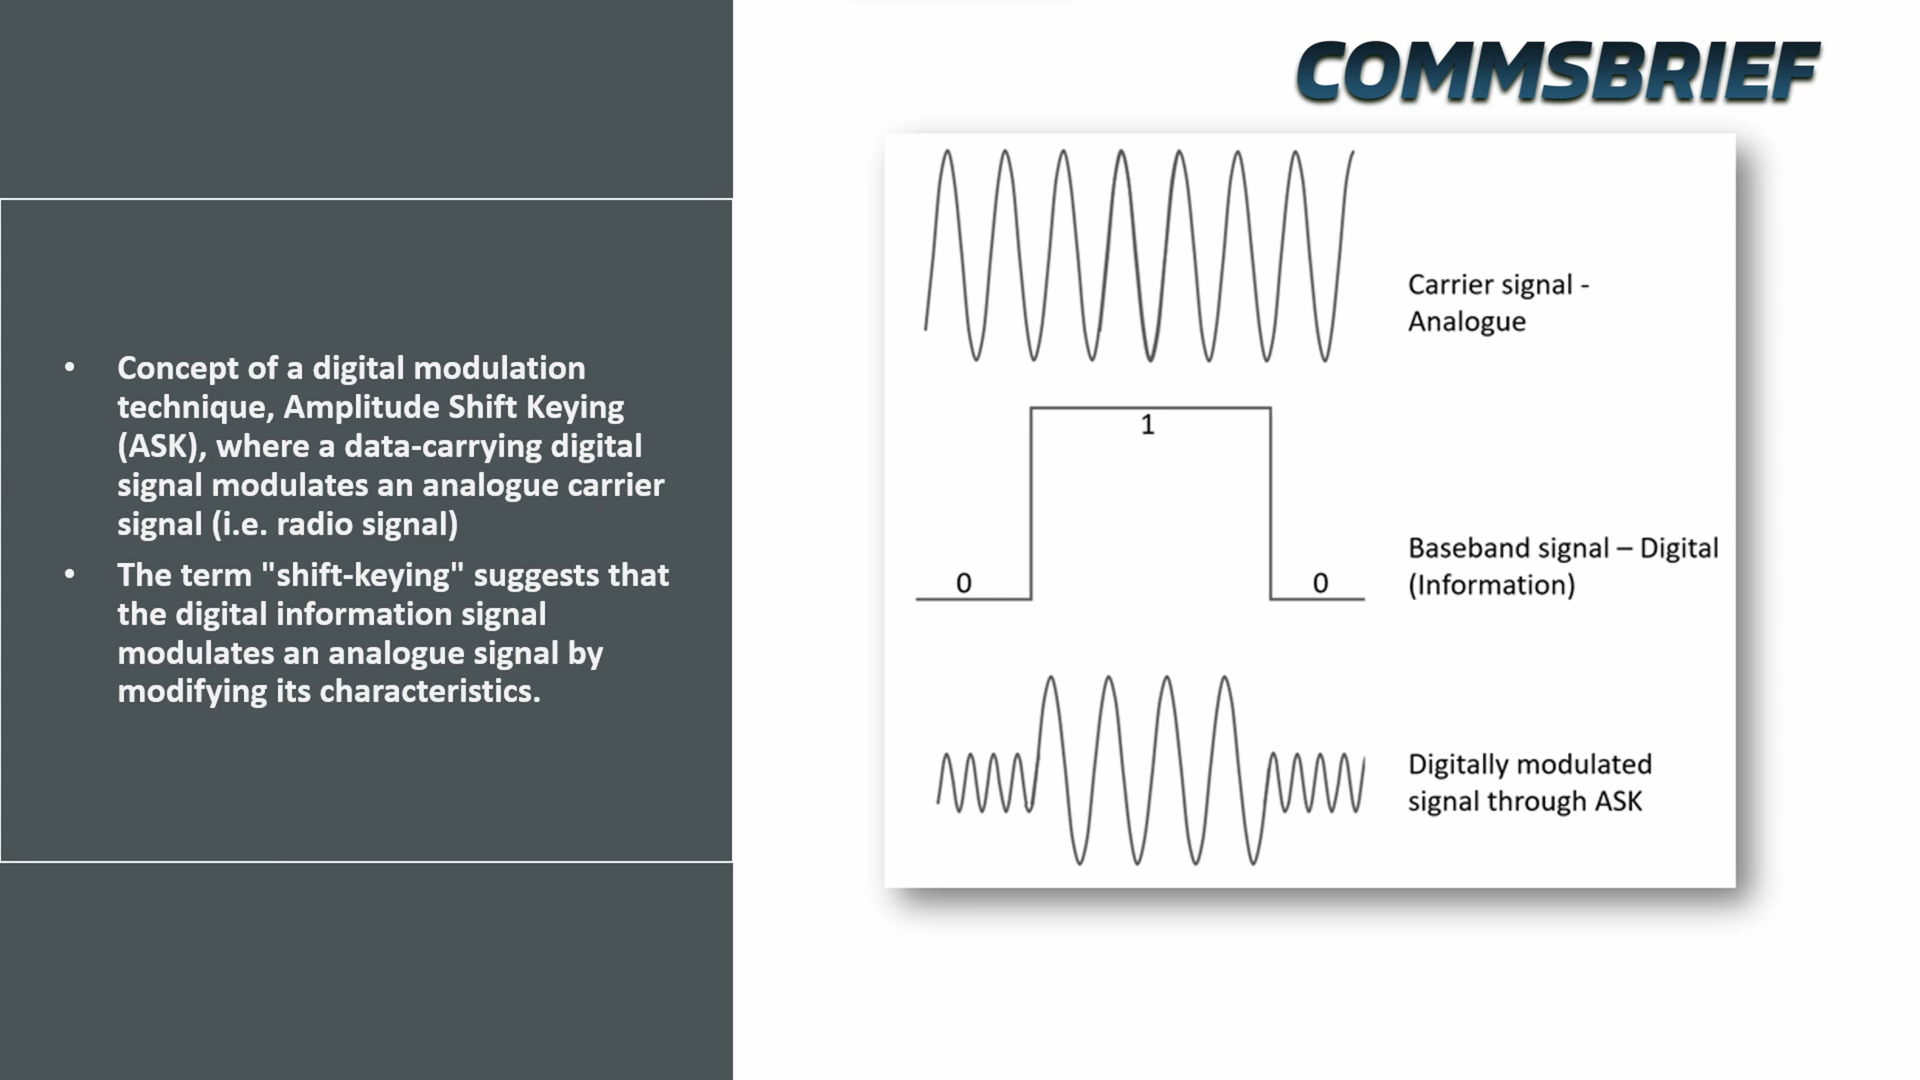 COMMSBRIEF
• Concept of a digital modulation
technique, Amplitude Shift Keying
(ASK), where a data-carrying digital
signal modulates an analogue carrier
signal (i.e. radio signal)
• The term "shift-keying" suggests that
the digital information signal
modulates an analogue signal by
modifying its characteristics.
Carrier signal -
Analogue
1
0
0
Baseband signal – Digital
(Information)
Digitally modulated
signal through ASK